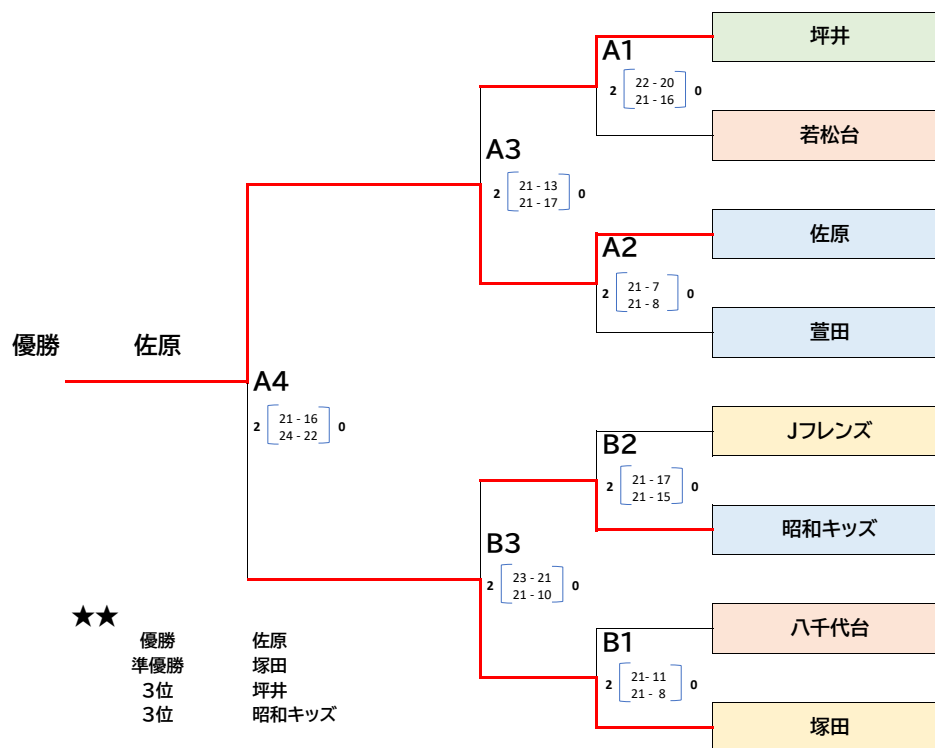 坪井
A1
2 22 - 20 0
21 - 16
若松台
A3
2 21 - 13 0
21 - 17
佐原
A2
2 21 - 7 0
21 - 8
萱田
優勝 佐原
A4
2 21 - 16 0
24 - 22
Jフレンズ
B2
2 21 - 17 0
21 - 15
昭和キッズ
B3
2 23 - 21 0
21 - 10
八千代台
B1
2 21- 11 0
21 - 8
塚田
★★
優勝 佐原
準優勝 塚田
3位 坪井
3位 昭和キッズ